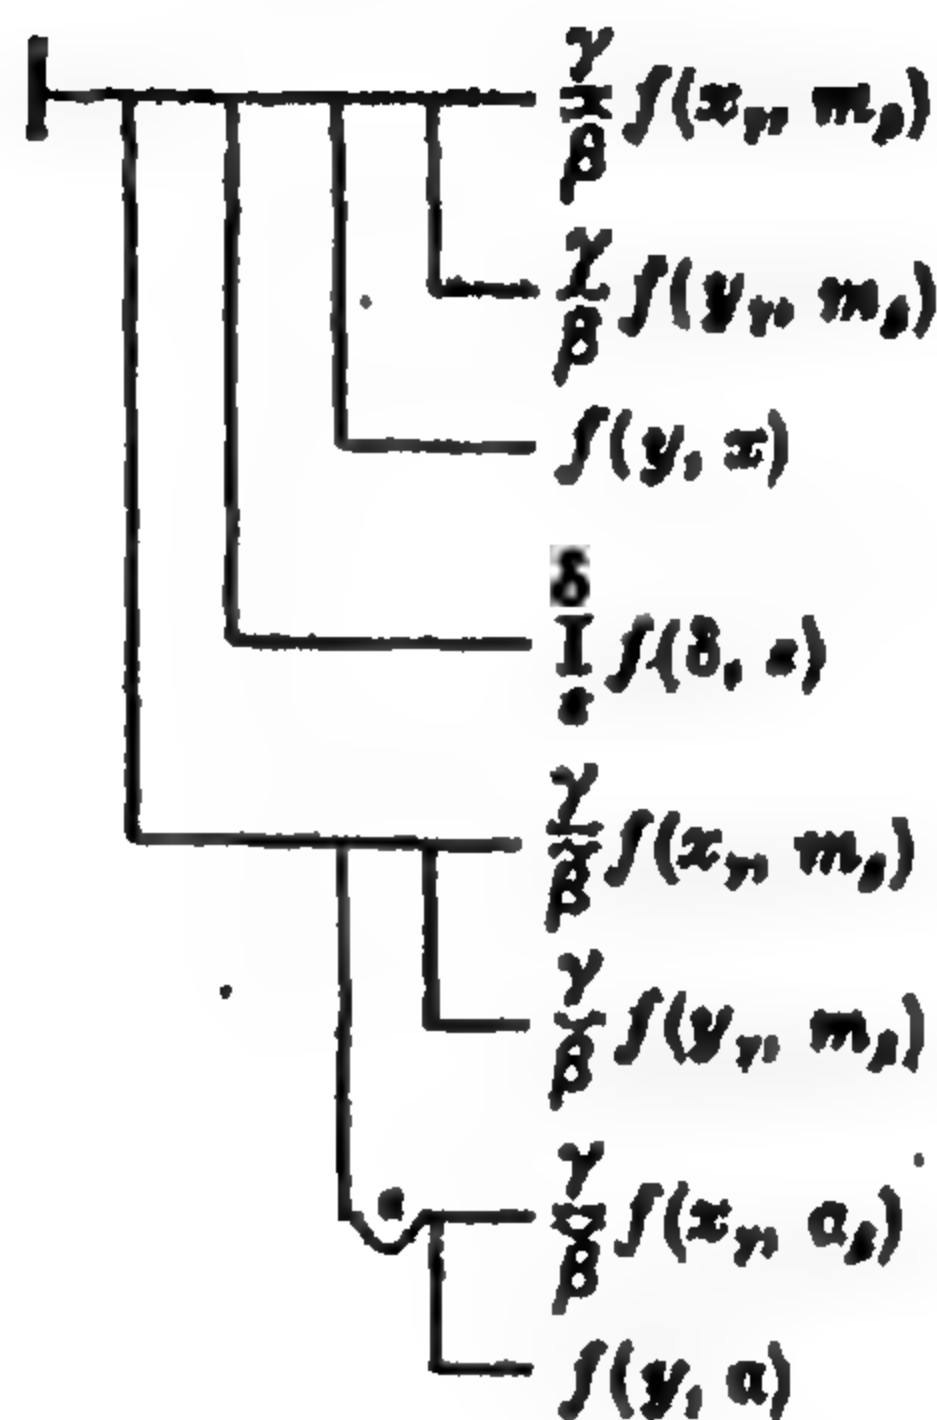 γ β f(x_γ, m_β)
γ β f(y_γ, m_β)
f(y, x)
δ I ε f(δ, ε)
γ β f(x_γ, m_β)
γ β f(y_γ, m_β)
𝔞 γ β f(x_γ, 𝔞_β)
f(y, 𝔞)